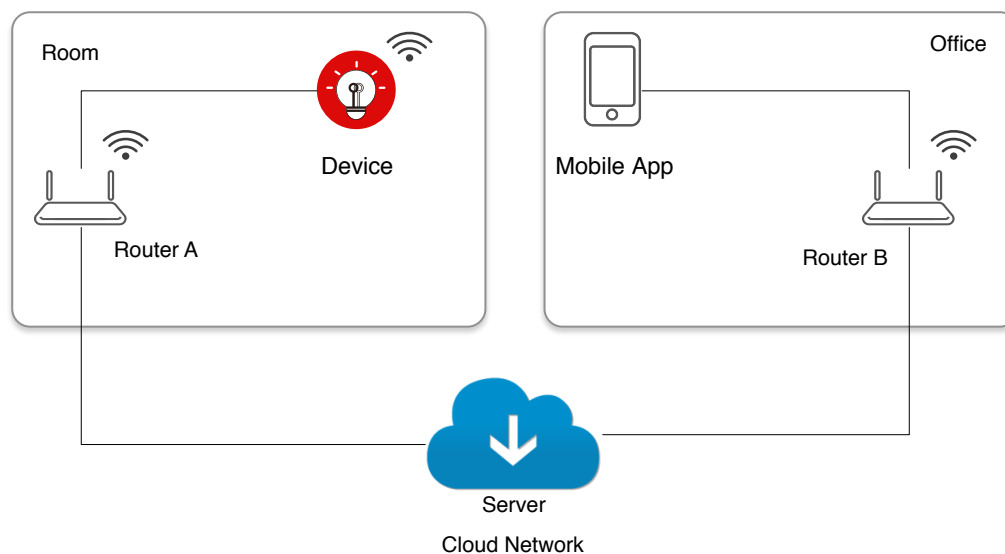 Room
Office
Device
Mobile App
Router A
Router B
Server
Cloud Network